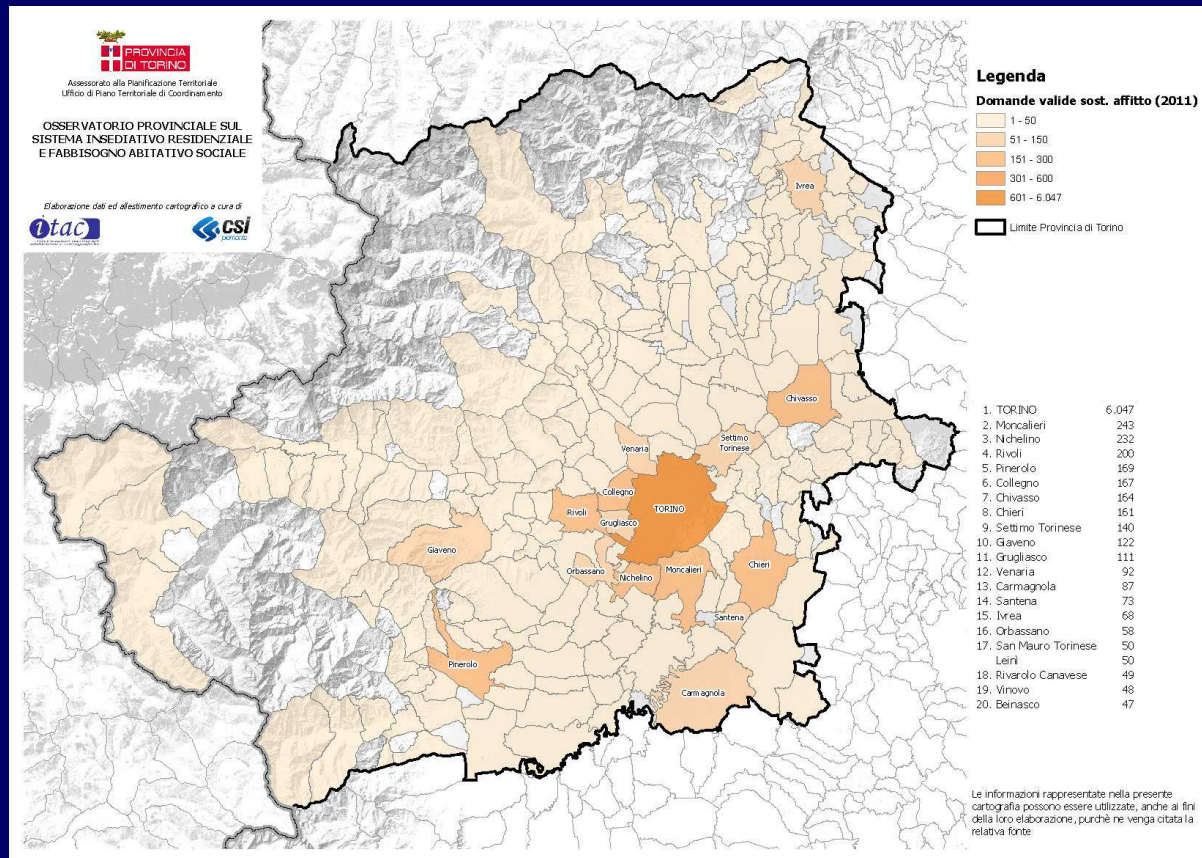 PROVINCIA
DI TORINO
Assessorato alla Pianificazione Territoriale
Ufficio di Piano Territoriale di Coordinamento
OSSERVATORIO PROVINCIALE SUL
SISTEMA INSEDIATIVO RESIDENZIALE
E FABBISOGNO ABITATIVO SOCIALE
Elaborazione dati ed allestimento cartografico a cura di
itac
csi
piemonte
Legenda
Domande valide sost. affitto (2011)
1 - 50
51 - 150
151 - 300
301 - 600
601 - 6.047
Limite Provincia di Torino
Ivrea
Chivasso
Settimo
Torinese
Venaria
Collegno
Rivoli
TORINO
Grugliasco
Giaveno
Orbassano
Nichelino
Moncalieri
Chieri
Santena
Pinerolo
Carmagnola
1. TORINO 6.047
2. Moncalieri 243
3. Nichelino 232
4. Rivoli 200
5. Pinerolo 169
6. Collegno 167
7. Chivasso 164
8. Chieri 161
9. Settimo Torinese 140
10. Giaveno 122
11. Grugliasco 111
12. Venaria 92
13. Carmagnola 87
14. Santena 73
15. Ivrea 68
16. Orbassano 58
17. San Mauro Torinese 50
Leinì 50
18. Rivarolo Canavese 49
19. Vinovo 48
20. Beinasco 47
Le informazioni rappresentate nella presente
cartografia possono essere utilizzate, anche ai fini
della loro elaborazione, purchè ne venga citata la
relativa fonte